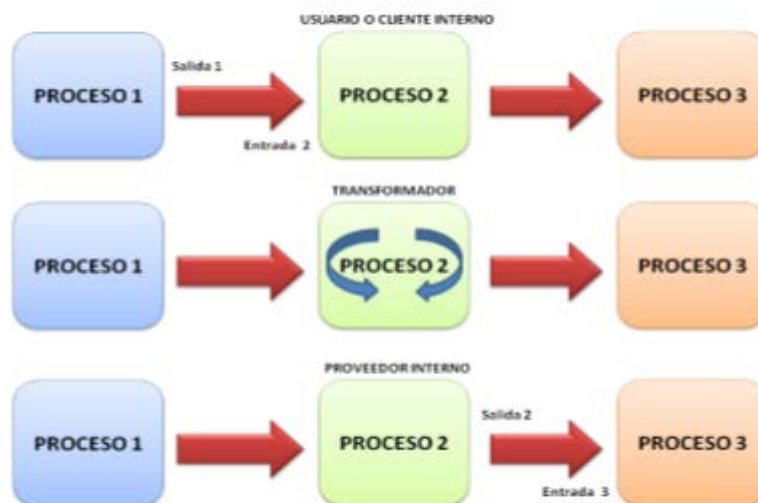 USUARIO O CLIENTE INTERNO
Salida 1
PROCESO 1
PROCESO 2
PROCESO 3
Entrada 2
TRANSFORMADOR
PROCESO 1
PROCESO 2
PROCESO 3
PROVEEDOR INTERNO
Salida 2
PROCESO 1
PROCESO 2
PROCESO 3
Entrada 3